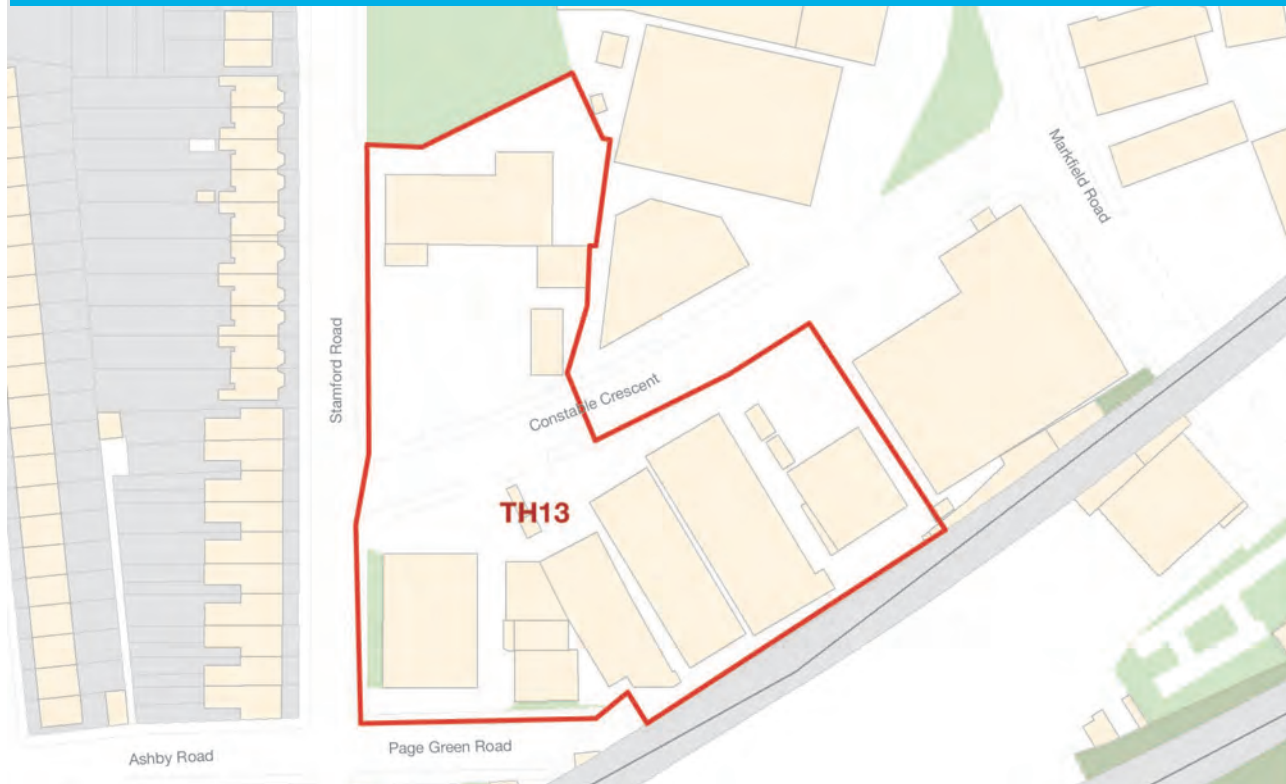 Markfield Road
Stamford Road
Constable Crescent
TH13
Page Green Road
Ashby Road